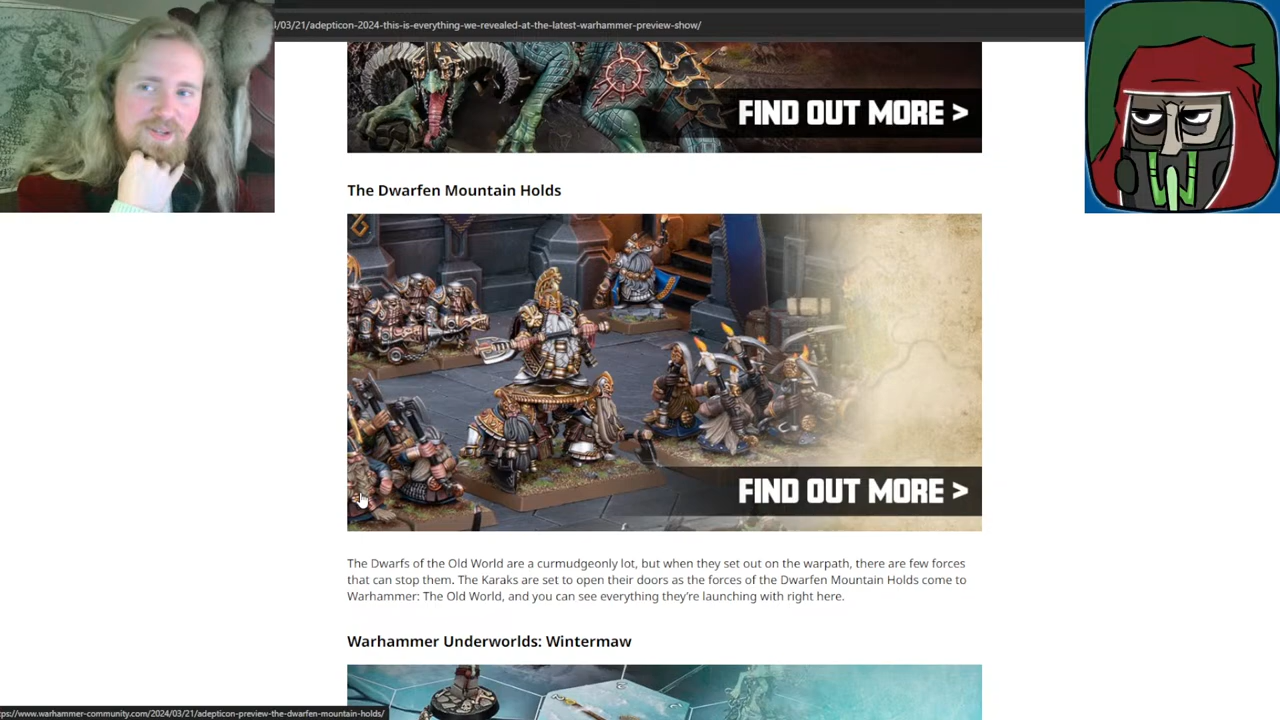 l/03/21/adepticon-2024-this-is-everything-we-revealed-at-the-latest-warhammer-preview-show/
FIND OUT MORE >
The Dwarfen Mountain Holds
FIND OUT MORE >
The Dwarfs of the Old World are a curmudgeonly lot, but when they set out on the warpath, there are few forces
that can stop them. The Karaks are set to open their doors as the forces of the Dwarfen Mountain Holds come to
Warhammer: The Old World, and you can see everything they’re launching with right here.
Warhammer Underworlds: Wintermaw
ps://www.warhammer-community.com/2024/03/21/adepticon-preview-the-dwarfen-mountain-holds/